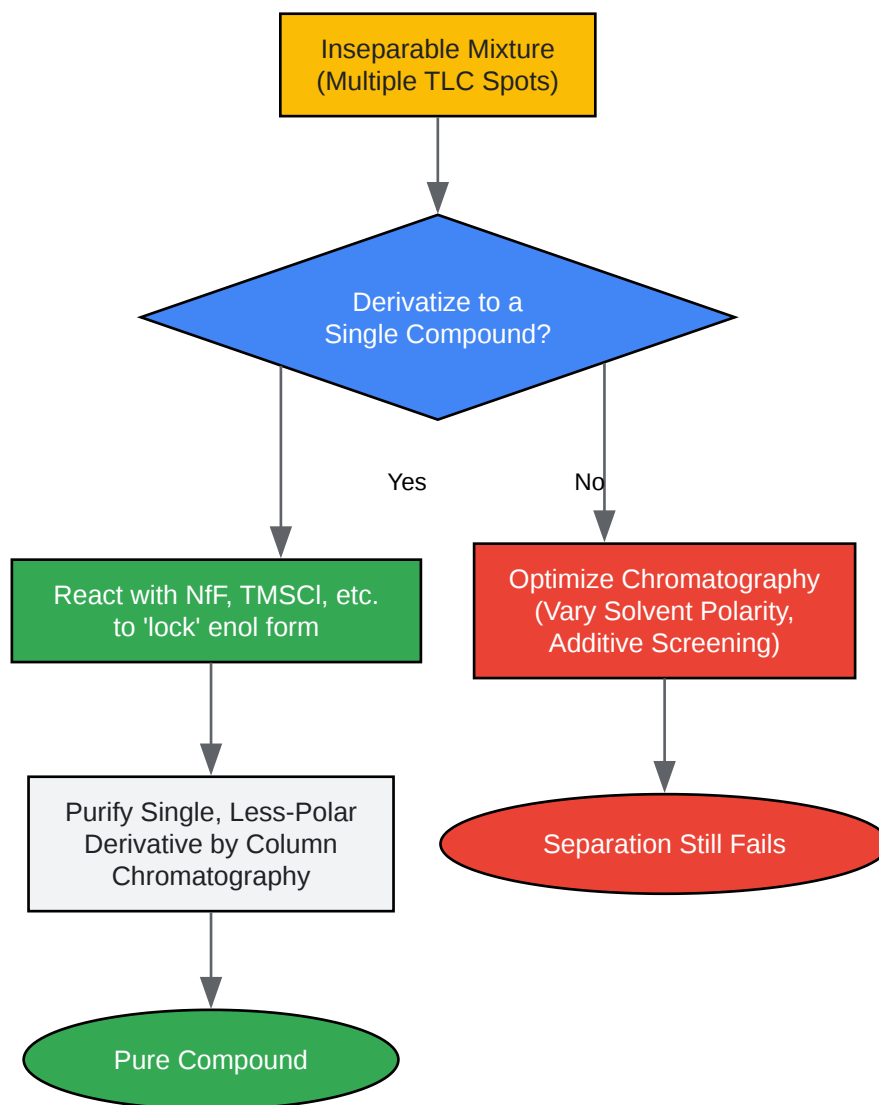 Inseparable Mixture
(Multiple TLC Spots)
Derivatize to a
Single Compound?
Yes
No
React with NfF, TMSCl, etc.
to 'lock' enol form
Optimize Chromatography
(Vary Solvent Polarity,
Additive Screening)
Purify Single, Less-Polar
Derivative by Column
Chromatography
Separation Still Fails
Pure Compound